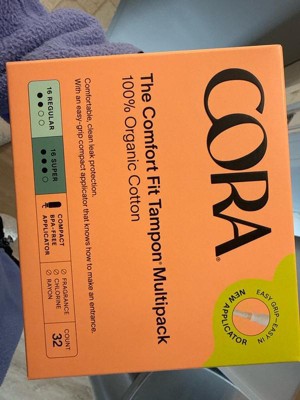 CORA®
EASY GRIP—EASY IN
NEW APPLICATOR
The Comfort Fit Tampon Multipack
100% Organic Cotton
Comfortable, clean leak protection.
With an easy-grip compact applicator that knows how to make an entrance.
16 REGULAR
16 SUPER
COMPACT
BPA-FREE
APPLICATOR
FRAGRANCE
CHLORINE
RAYON
COUNT
32